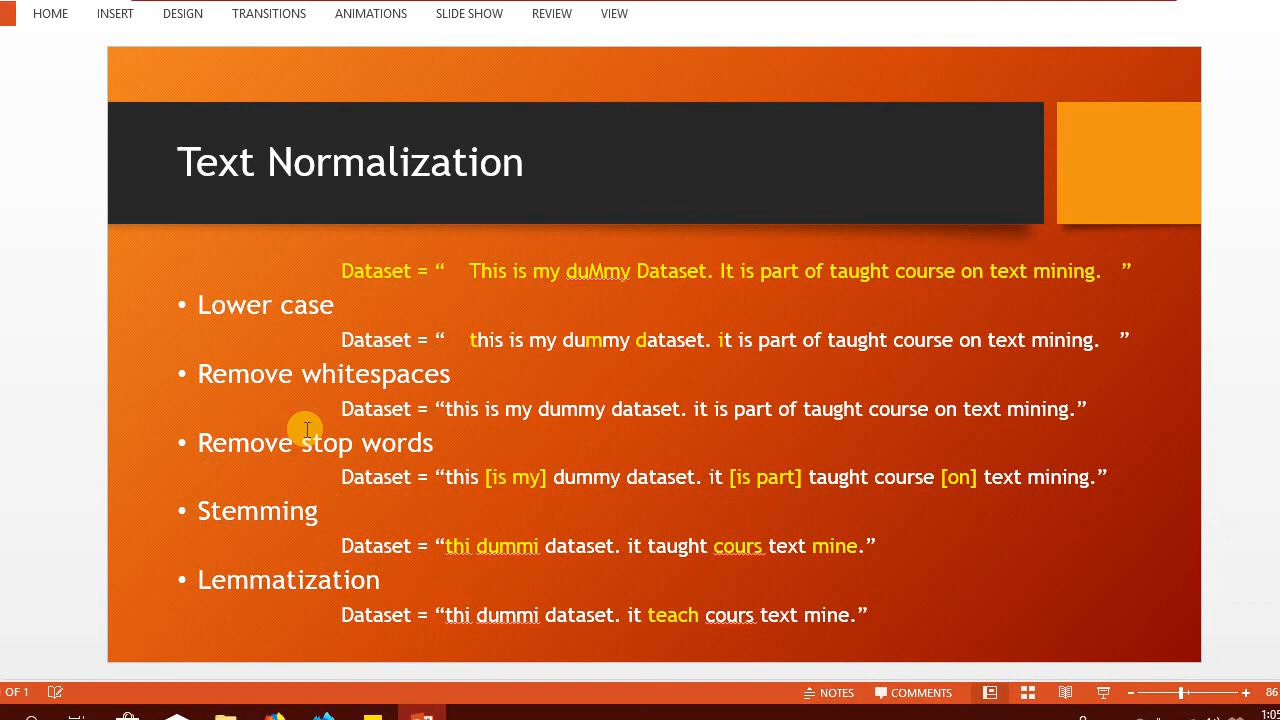 HOME INSERT DESIGN TRANSITIONS ANIMATIONS SLIDE SHOW REVIEW VIEW
Text Normalization
Dataset = “    This is my duMmy Dataset. It is part of taught course on text mining.   ”
• Lower case
Dataset = “    this is my dummy dataset. it is part of taught course on text mining.   ”
• Remove whitespaces
Dataset = “this is my dummy dataset. it is part of taught course on text mining.”
• Remove stop words
Dataset = “this [is my] dummy dataset. it [is part] taught course [on] text mining.”
• Stemming
Dataset = “thi dummi dataset. it taught cours text mine.”
• Lemmatization
Dataset = “thi dummi dataset. it teach cours text mine.”
OF 1 NOTES COMMENTS 86